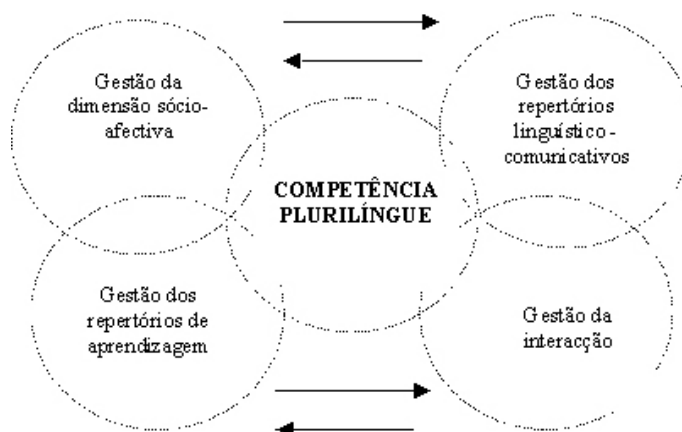 Gestão da
dimensão sócio-
afectiva
Gestão dos
repertórios
linguístico-
comunicativos
COMPETÊNCIA
PLURILÍNGUE
Gestão dos
repertórios de
aprendizagem
Gestão da
interacção